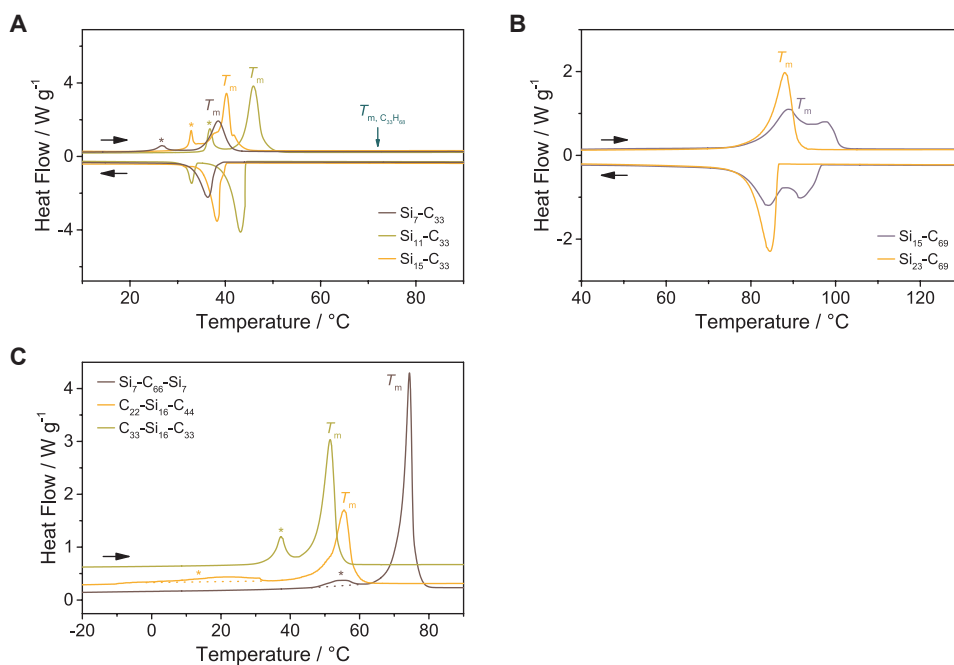 A
Heat Flow / W g⁻¹
4
0
-4
20 40 60 80
Temperature / °C
* * *
Tₘ Tₘ Tₘ
Tₘ, C₃₃H₆₈
Si₇-C₃₃
Si₁₁-C₃₃
Si₁₅-C₃₃
B
Heat Flow / W g⁻¹
2
0
-2
40 60 80 100 120
Temperature / °C
Tₘ
Tₘ
Si₁₅-C₆₉
Si₂₃-C₆₉
C
Heat Flow / W g⁻¹
4
3
2
1
0
-20 0 20 40 60 80
Temperature / °C
Si₇-C₆₆-Si₇
C₂₂-Si₁₆-C₄₄
C₃₃-Si₁₆-C₃₃
Tₘ
Tₘ
Tₘ
* * *